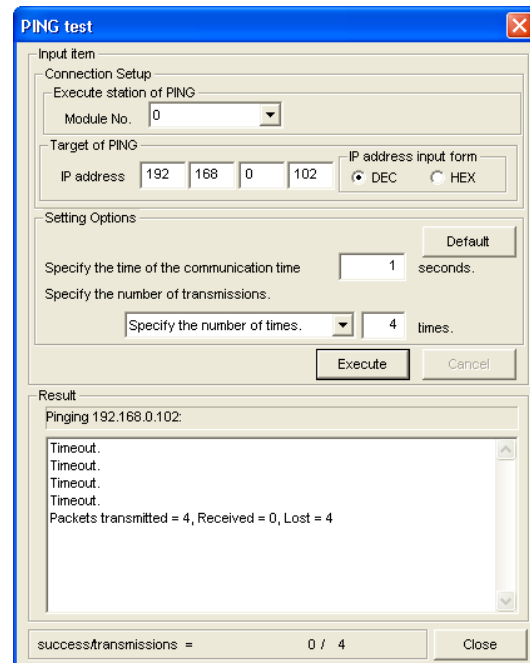 PING test
Input item
Connection Setup
Execute station of PING
Module No. 0
Target of PING
IP address input form
IP address 192 168 0 102 DEC HEX
Setting Options
Default
Specify the time of the communication time 1 seconds.
Specify the number of transmissions.
Specify the number of times. 4 times.
Execute Cancel
Result
Pinging 192.168.0.102:
Timeout.
Timeout.
Timeout.
Timeout.
Packets transmitted = 4, Received = 0, Lost = 4
success/transmissions = 0 / 4 Close